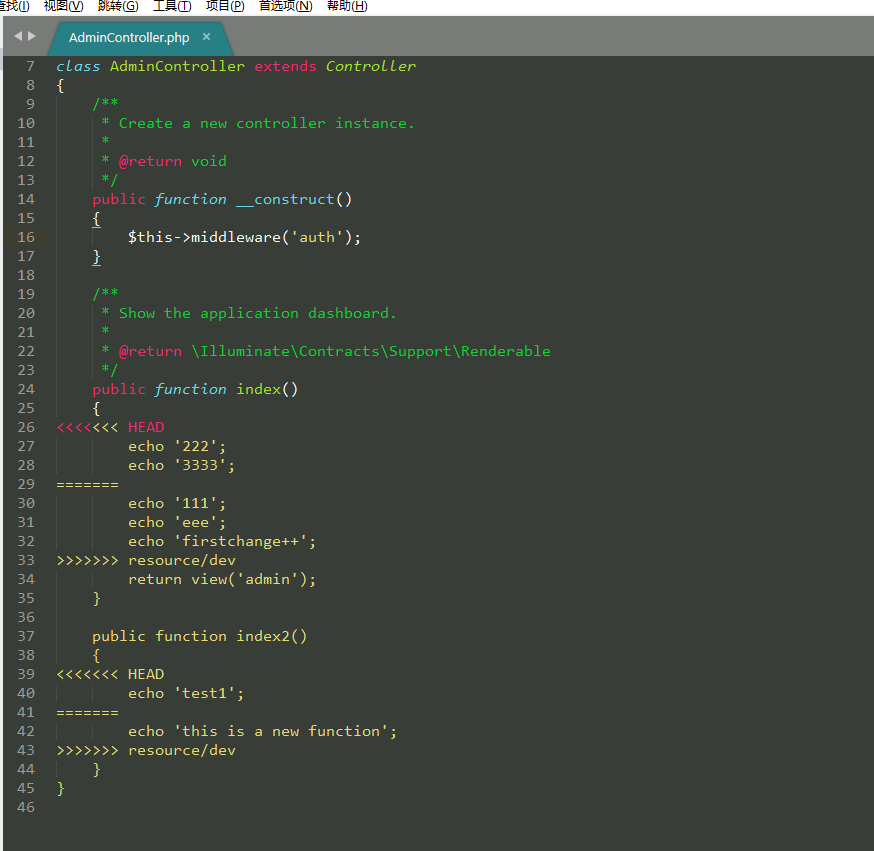 查找(I) 视图(V) 跳转(G) 工具(T) 项目(P) 首选项(N) 帮助(H)
AdminController.php ×
7 class AdminController extends Controller
8 {
9     /**
10      * Create a new controller instance.
11      *
12      * @return void
13      */
14     public function __construct()
15     {
16         $this->middleware('auth');
17     }
18
19     /**
20      * Show the application dashboard.
21      *
22      * @return \Illuminate\Contracts\Support\Renderable
23      */
24     public function index()
25     {
26 <<<<<<< HEAD
27         echo '222';
28         echo '3333';
29 =======
30         echo '111';
31         echo 'eee';
32         echo 'firstchange++';
33 >>>>>>> resource/dev
34         return view('admin');
35     }
36
37     public function index2()
38     {
39 <<<<<<< HEAD
40         echo 'test1';
41 =======
42         echo 'this is a new function';
43 >>>>>>> resource/dev
44     }
45 }
46